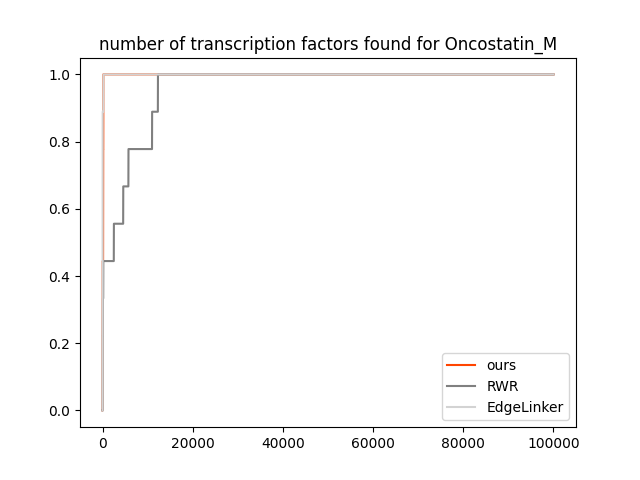 number of transcription factors found for Oncostatin_M
1.0
0.8
0.6
0.4
0.2
0.0
ours
RWR
EdgeLinker
0 20000 40000 60000 80000 100000